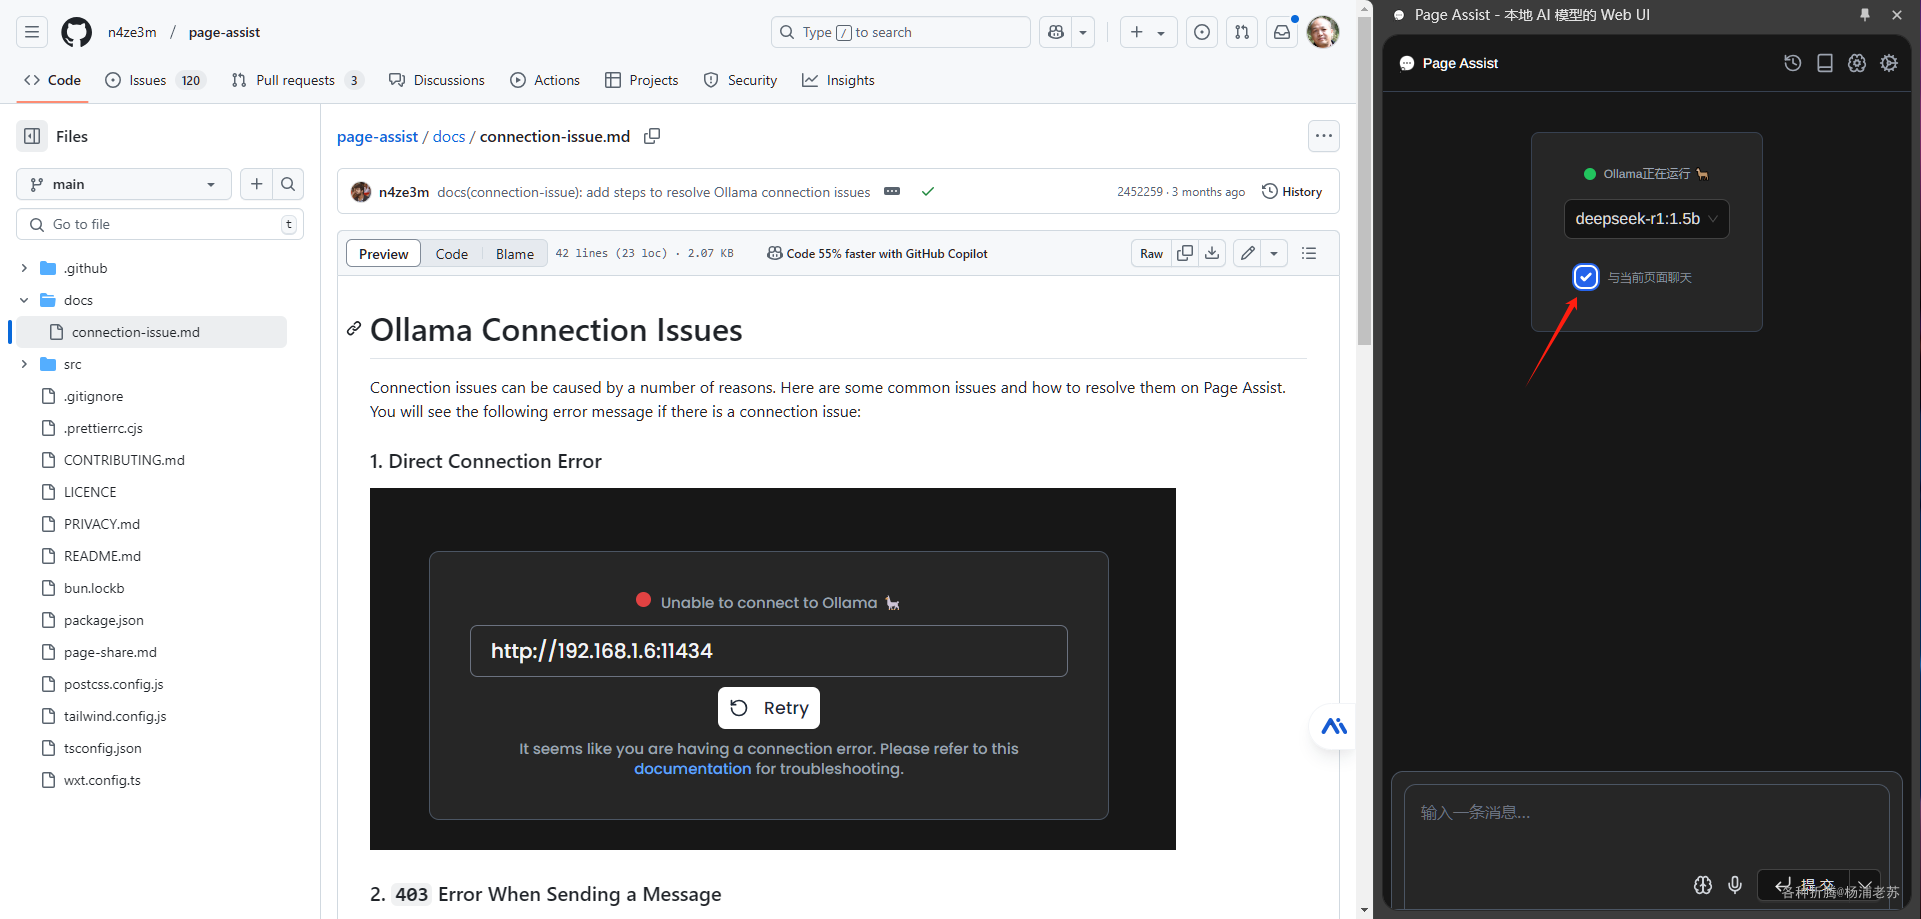 n4ze3m / page-assist
Type / to search
Code
Issues 120
Pull requests 3
Discussions
Actions
Projects
Security
Insights
Files
main
Go to file
t
.github
docs
connection-issue.md
src
.gitignore
.prettierrc.cjs
CONTRIBUTING.md
LICENCE
PRIVACY.md
README.md
bun.lockb
package.json
page-share.md
postcss.config.js
tailwind.config.js
tsconfig.json
wxt.config.ts
page-assist / docs / connection-issue.md
n4ze3m docs(connection-issue): add steps to resolve Ollama connection issues
2452259 · 3 months ago
History
Preview
Code
Blame
42 lines (23 loc) · 2.07 KB
Code 55% faster with GitHub Copilot
Raw
Ollama Connection Issues
Connection issues can be caused by a number of reasons. Here are some common issues and how to resolve them on Page Assist.
You will see the following error message if there is a connection issue:
1. Direct Connection Error
Unable to connect to Ollama
http://192.168.1.6:11434
Retry
It seems like you are having a connection error. Please refer to this
documentation for troubleshooting.
2. 403 Error When Sending a Message
Page Assist - 本地 AI 模型的 Web UI
Page Assist
Ollama正在运行
deepseek-r1:1.5b
与当前页面聊天
输入一条消息...
提交
各种折腾@杨浦老苏